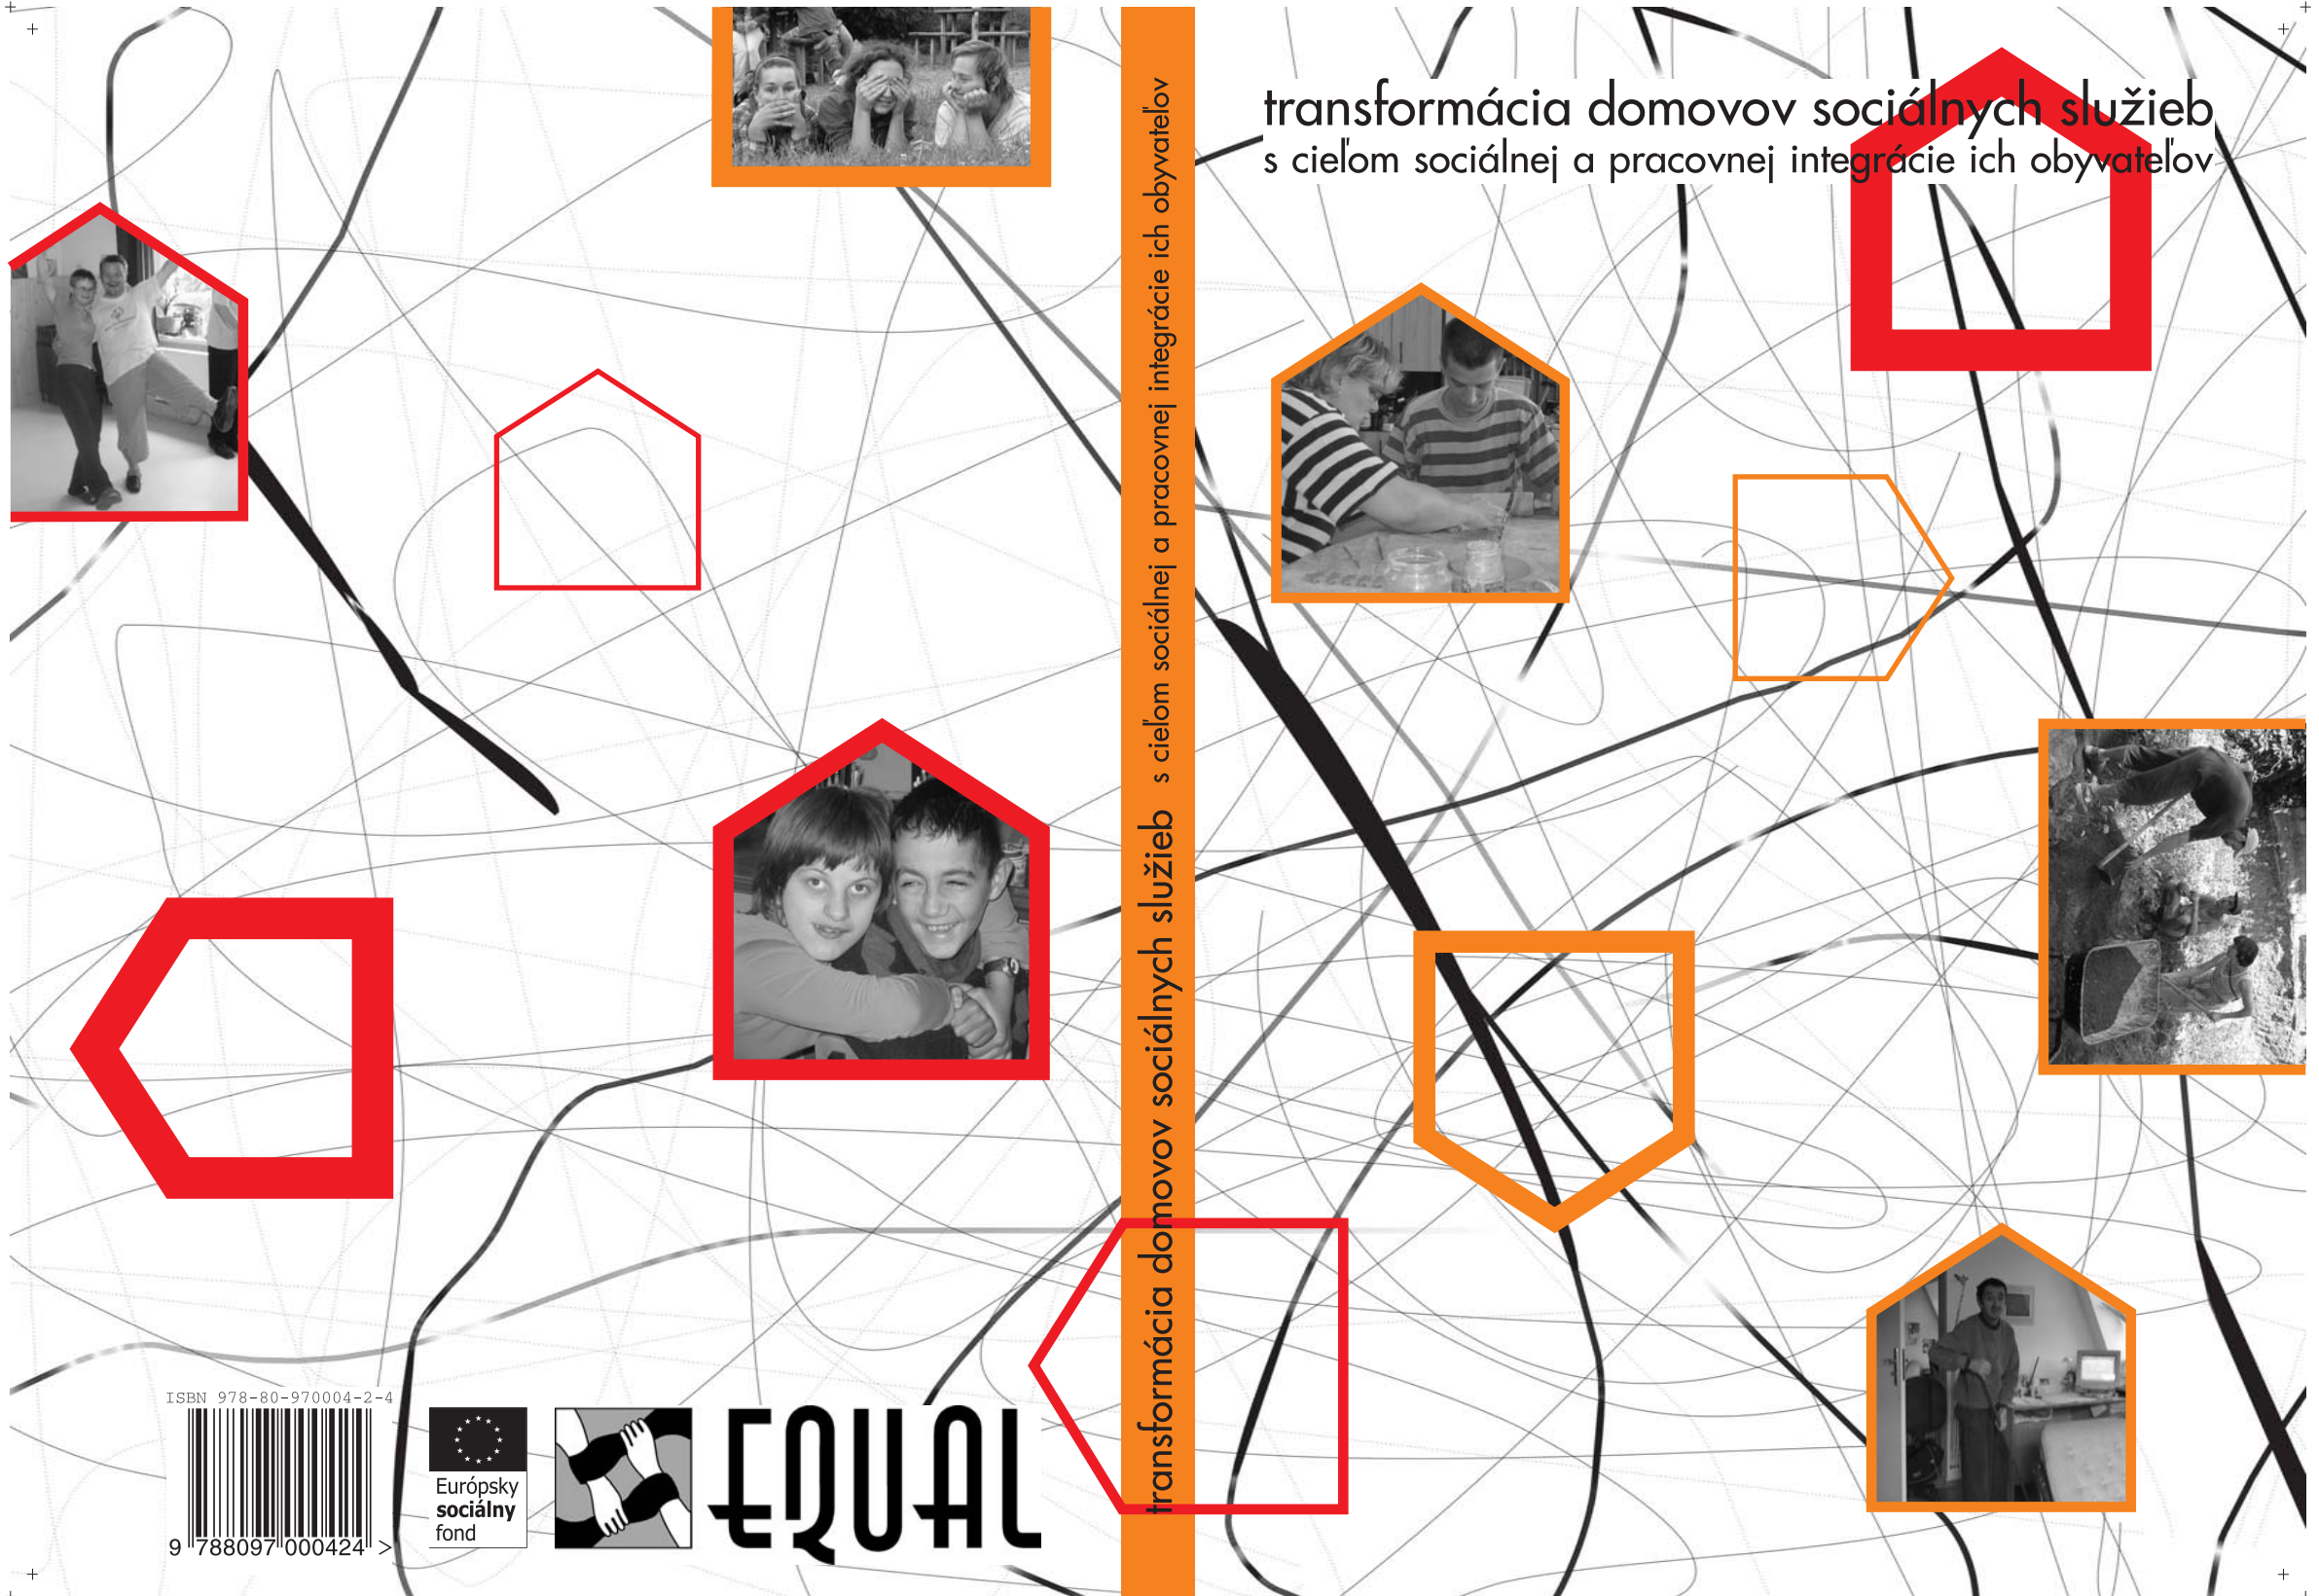 transformácia domovov sociálnych služieb
s cieľom sociálnej a pracovnej integrácie ich obyvateľov
transformácia domovov sociálnych služieb s cieľom sociálnej a pracovnej integrácie ich obyvateľov
ISBN 978-80-970004-2-4
9 788097 000424 >
Európsky
sociálny
fond
EQUAL